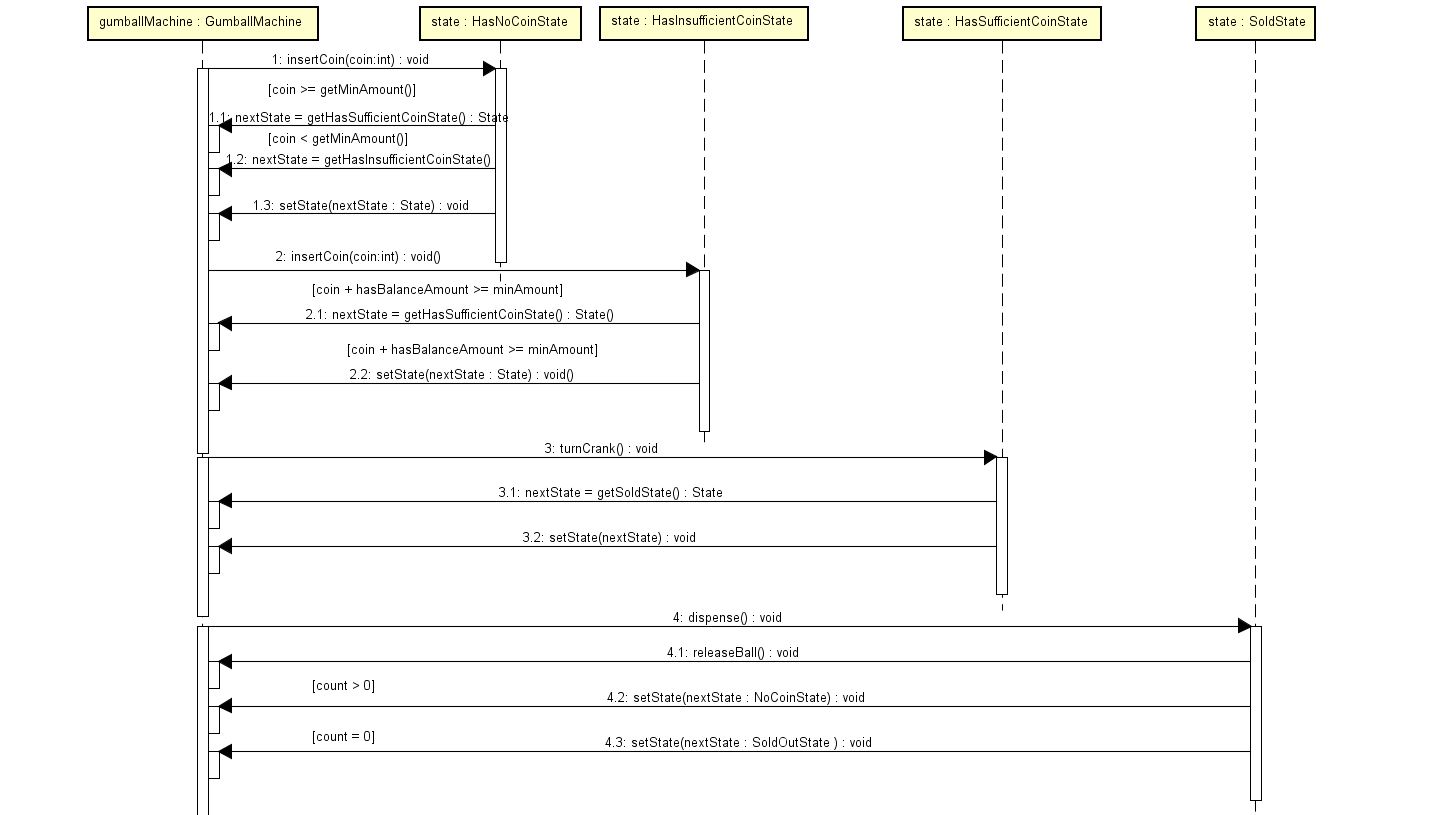 gumballMachine : GumballMachine
state : HasNoCoinState
state : HasInsufficientCoinState
state : HasSufficientCoinState
state : SoldState
1: insertCoin(coin:int) : void
[coin >= getMinAmount()]
1.1: nextState = getHasSufficientCoinState() : State
[coin < getMinAmount()]
1.2: nextState = getHasInsufficientCoinState()
1.3: setState(nextState : State) : void
2: insertCoin(coin:int) : void()
[coin + hasBalanceAmount >= minAmount]
2.1: nextState = getHasSufficientCoinState() : State()
[coin + hasBalanceAmount >= minAmount]
2.2: setState(nextState : State) : void()
3: turnCrank() : void
3.1: nextState = getSoldState() : State
3.2: setState(nextState) : void
4: dispense() : void
4.1: releaseBall() : void
[count > 0]
4.2: setState(nextState : NoCoinState) : void
[count = 0]
4.3: setState(nextState : SoldOutState ) : void